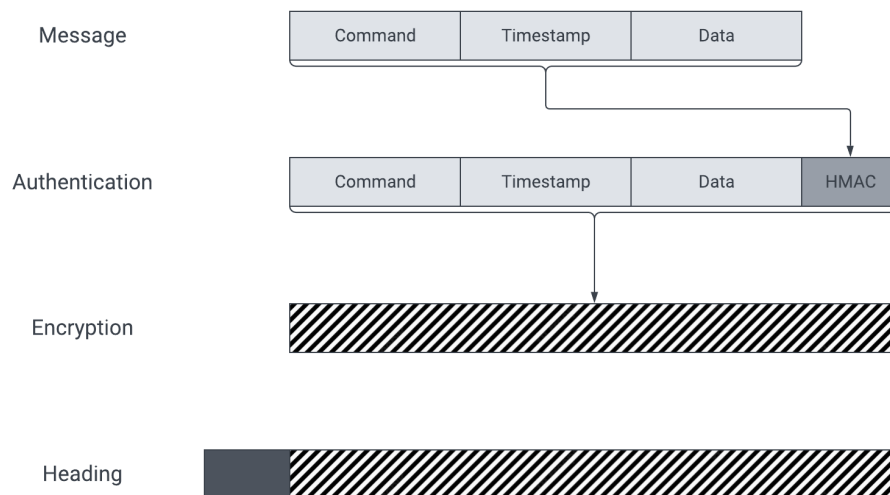 Message
Command Timestamp Data
Authentication
Command Timestamp Data HMAC
Encryption
Heading